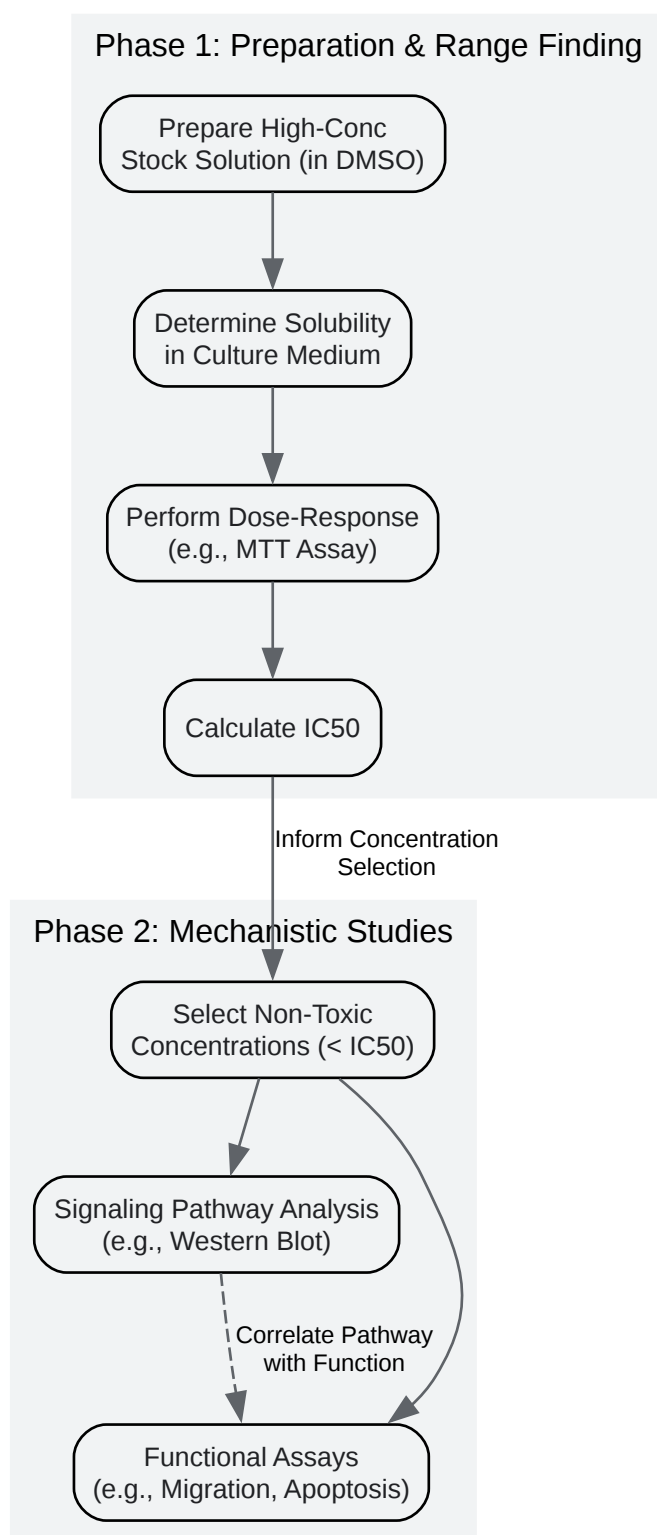 Phase 1: Preparation & Range Finding
Prepare High-Conc
Stock Solution (in DMSO)
Determine Solubility
in Culture Medium
Perform Dose-Response
(e.g., MTT Assay)
Calculate IC50
Inform Concentration
Selection
Phase 2: Mechanistic Studies
Select Non-Toxic
Concentrations (< IC50)
Signaling Pathway Analysis
(e.g., Western Blot)
Correlate Pathway
with Function
Functional Assays
(e.g., Migration, Apoptosis)